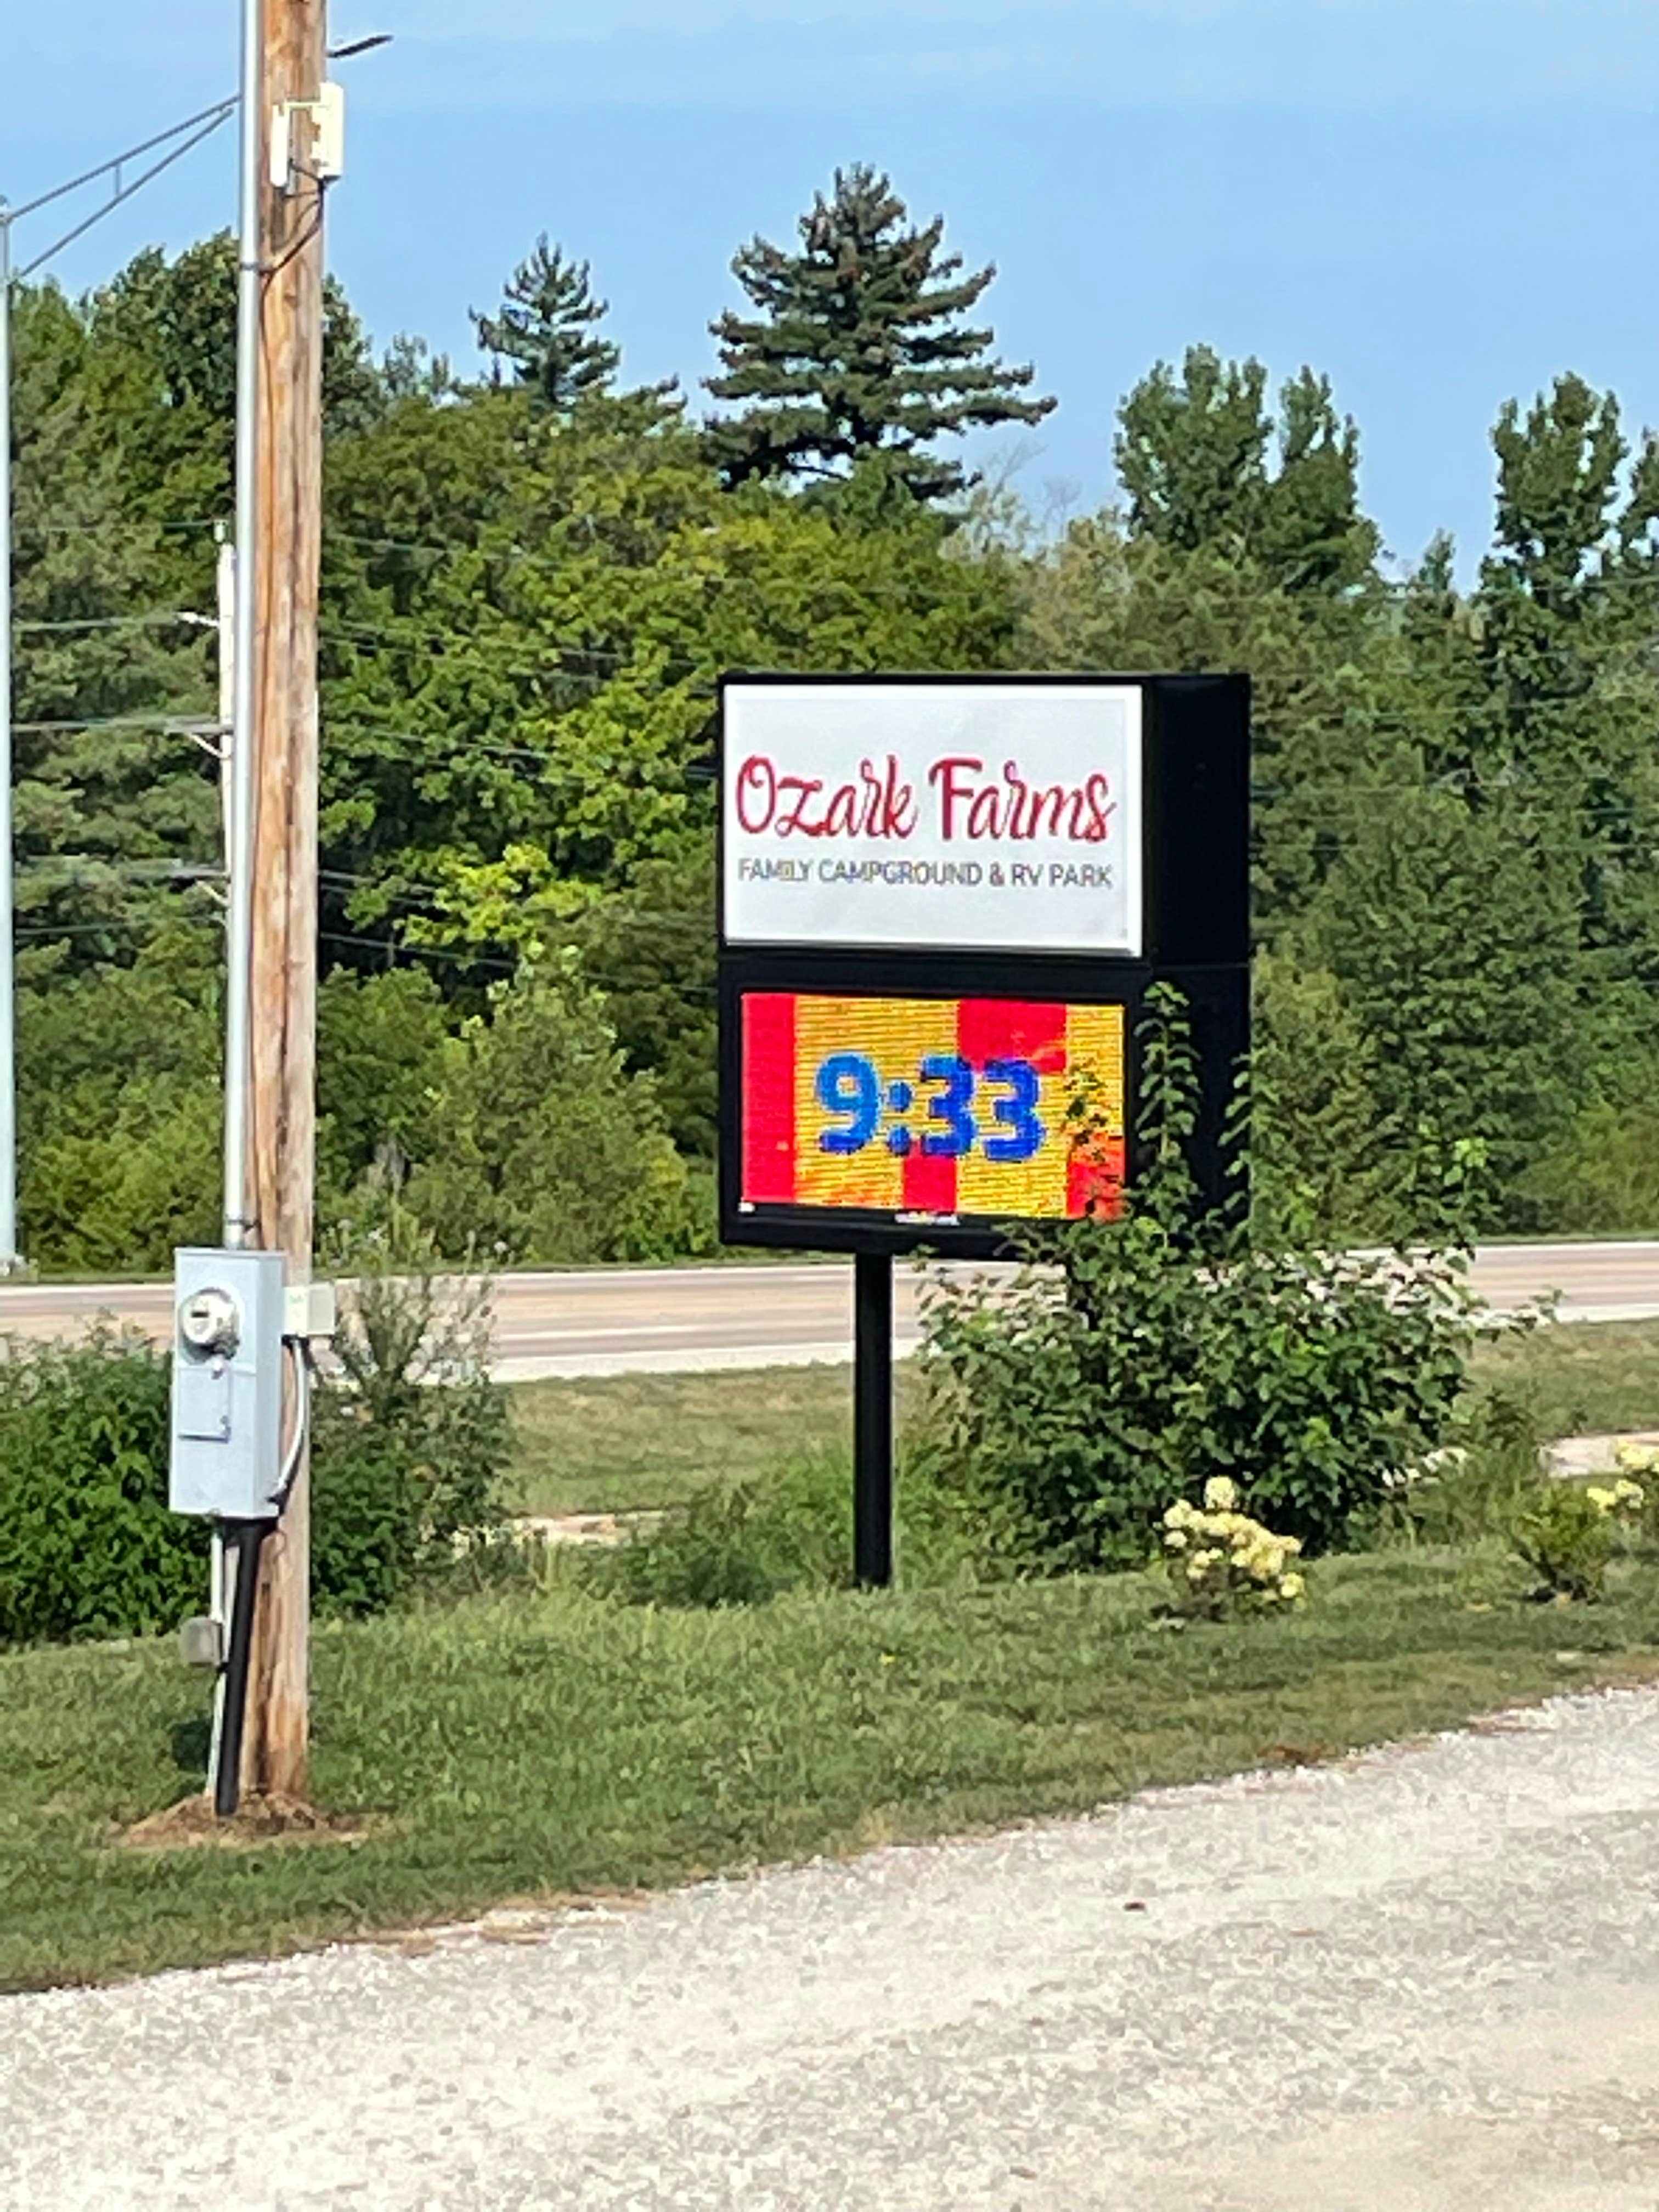 Ozark Farms
FAMILY CAMPGROUND & RV PARK
9:33